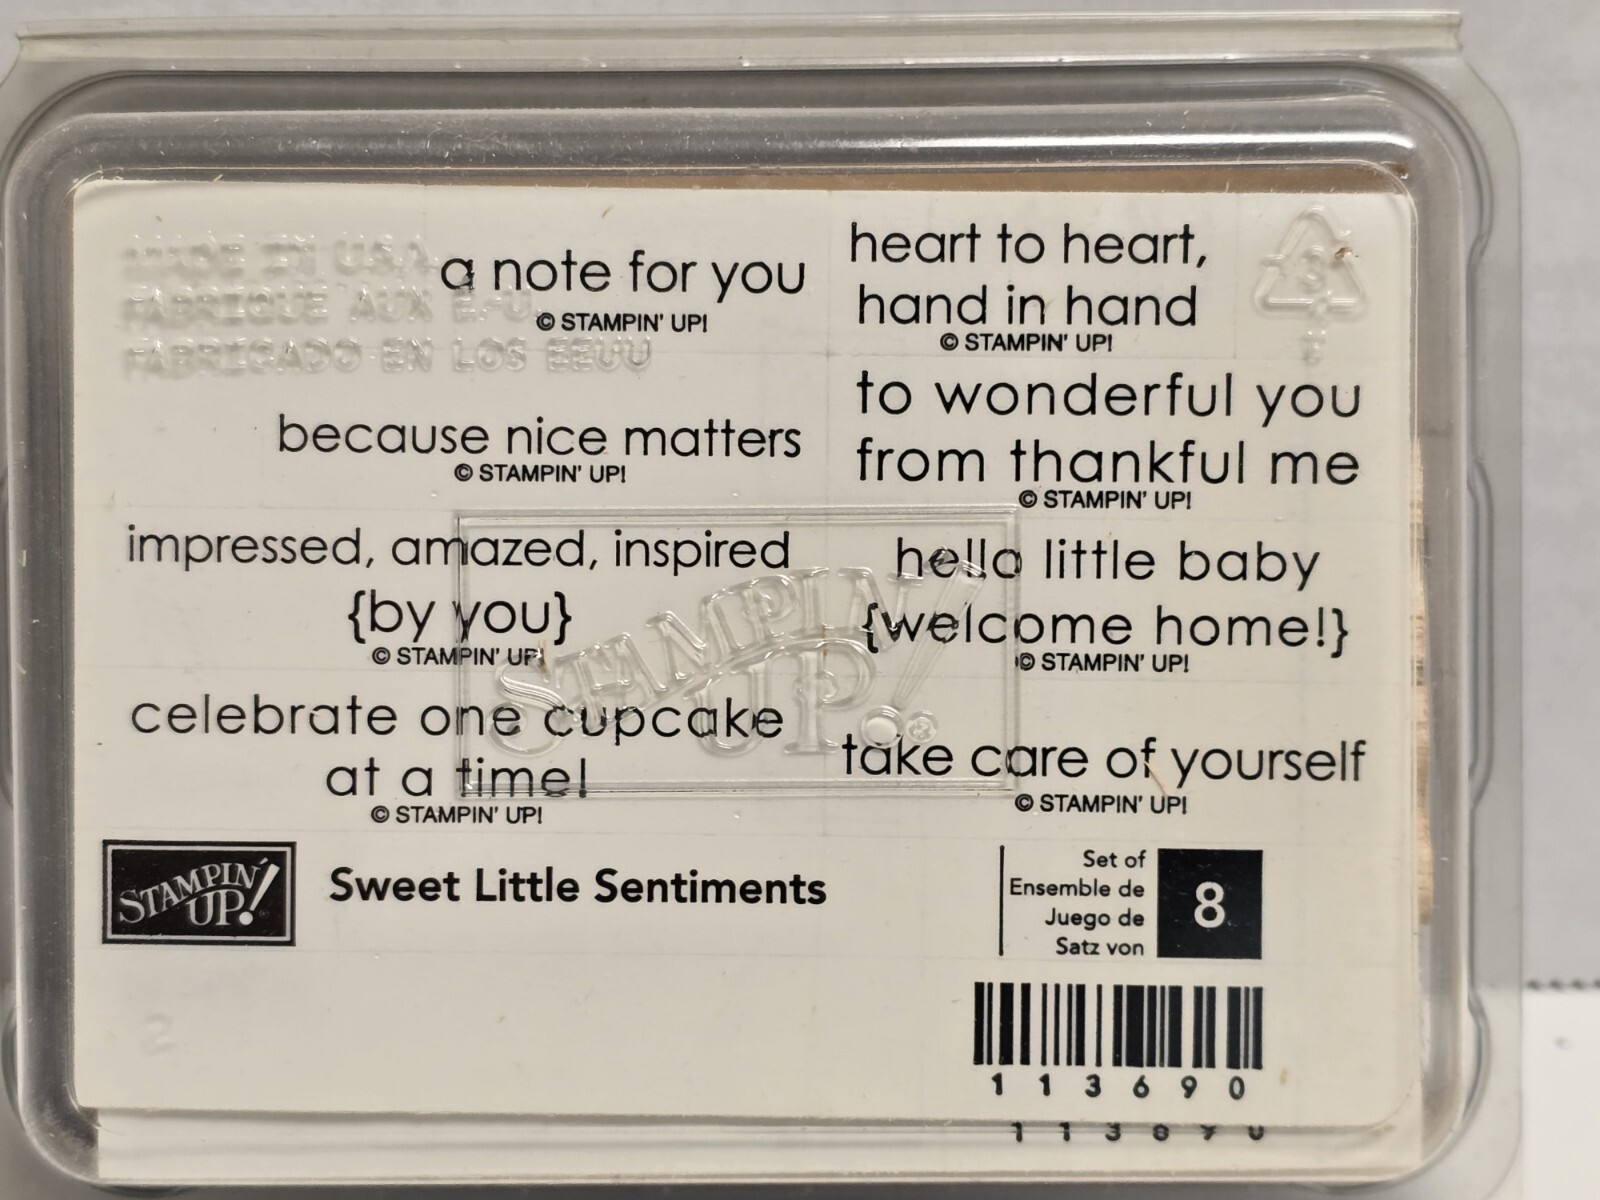 MADE IN U.S.A.
FABRIQUE AUX E.-U.
FABRICADO EN LOS EEUU
a note for you
© STAMPIN' UP!
because nice matters
© STAMPIN' UP!
impressed, amazed, inspired
{by you}
© STAMPIN' UP!
celebrate one cupcake
at a time!
© STAMPIN' UP!
heart to heart,
hand in hand
© STAMPIN' UP!
to wonderful you
from thankful me
© STAMPIN' UP!
hello little baby
{welcome home!}
© STAMPIN' UP!
take care of yourself
© STAMPIN' UP!
STAMPIN'
UP!®
STAMPIN'
UP!
Sweet Little Sentiments
Set of
Ensemble de
Juego de
Satz von
8
113690
113690